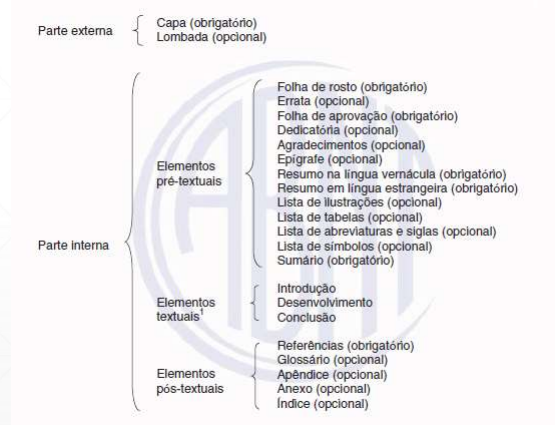 Parte externa
Capa (obrigatório)
Lombada (opcional)
Parte interna
Elementos
pré-textuais
Folha de rosto (obrigatório)
Errata (opcional)
Folha de aprovação (obrigatório)
Dedicatória (opcional)
Agradecimentos (opcional)
Epígrafe (opcional)
Resumo na língua vernácula (obrigatório)
Resumo em língua estrangeira (obrigatório)
Lista de ilustrações (opcional)
Lista de tabelas (opcional)
Lista de abreviaturas e siglas (opcional)
Lista de símbolos (opcional)
Sumário (obrigatório)
Elementos
textuais¹
Introdução
Desenvolvimento
Conclusão
Elementos
pós-textuais
Referências (obrigatório)
Glossário (opcional)
Apêndice (opcional)
Anexo (opcional)
Índice (opcional)
ABNT